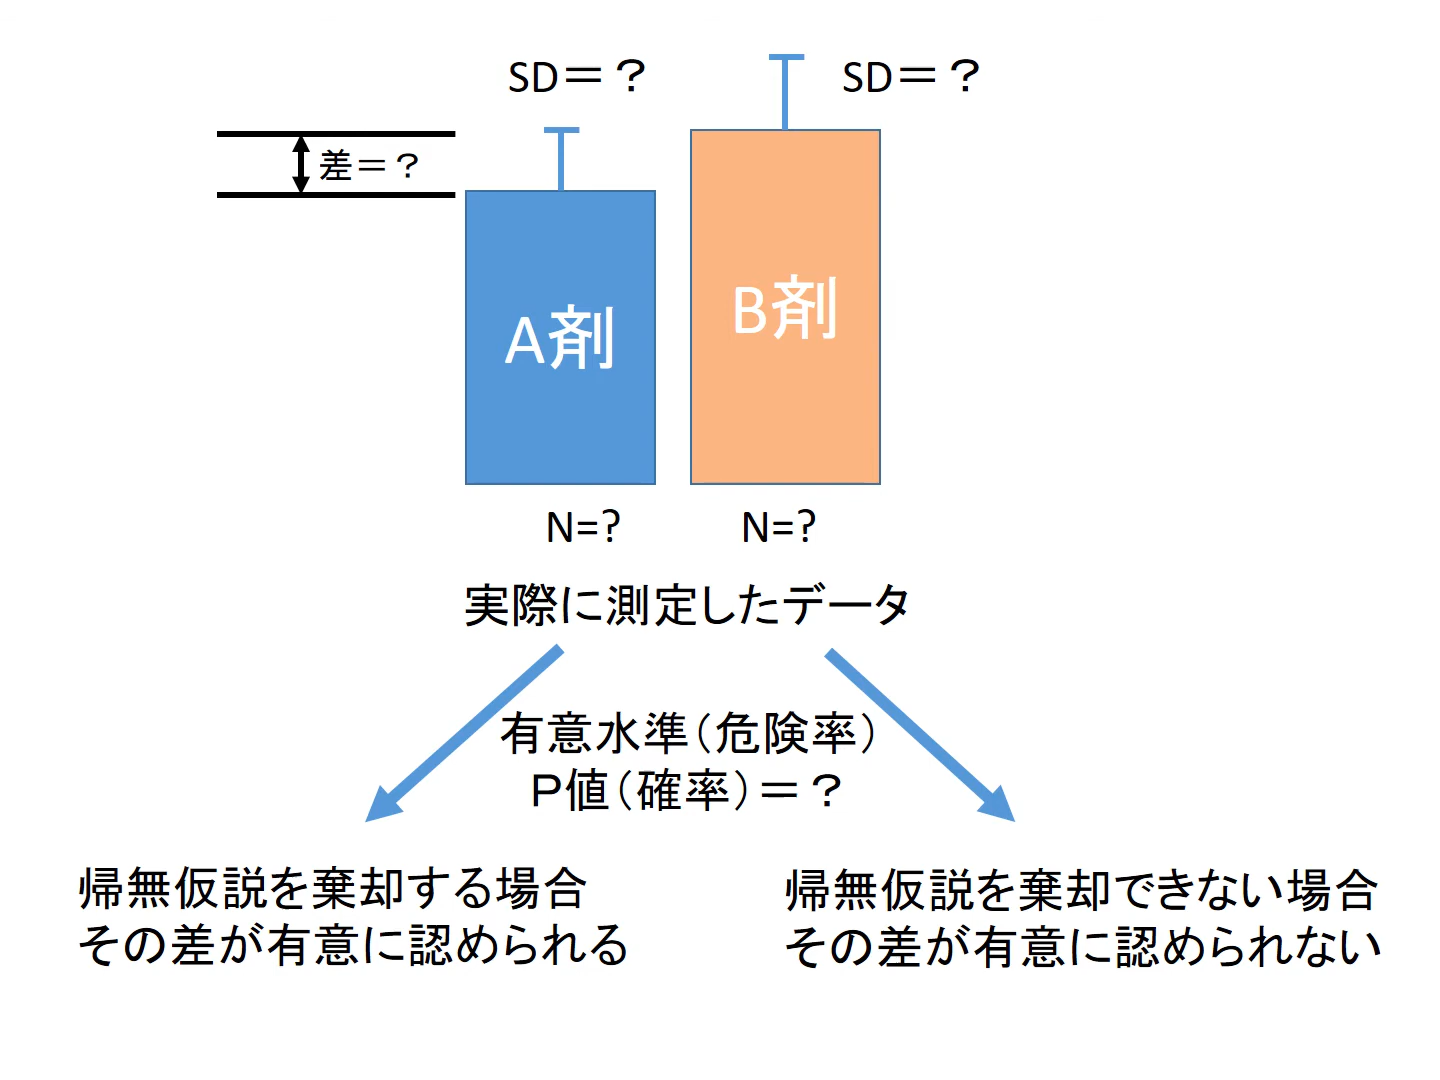 SD＝？
SD＝？
差＝？
A剤
B剤
N=?
N=?
実際に測定したデータ
有意水準（危険率）
P値（確率）＝？
帰無仮説を棄却する場合
その差が有意に認められる
帰無仮説を棄却できない場合
その差が有意に認められない